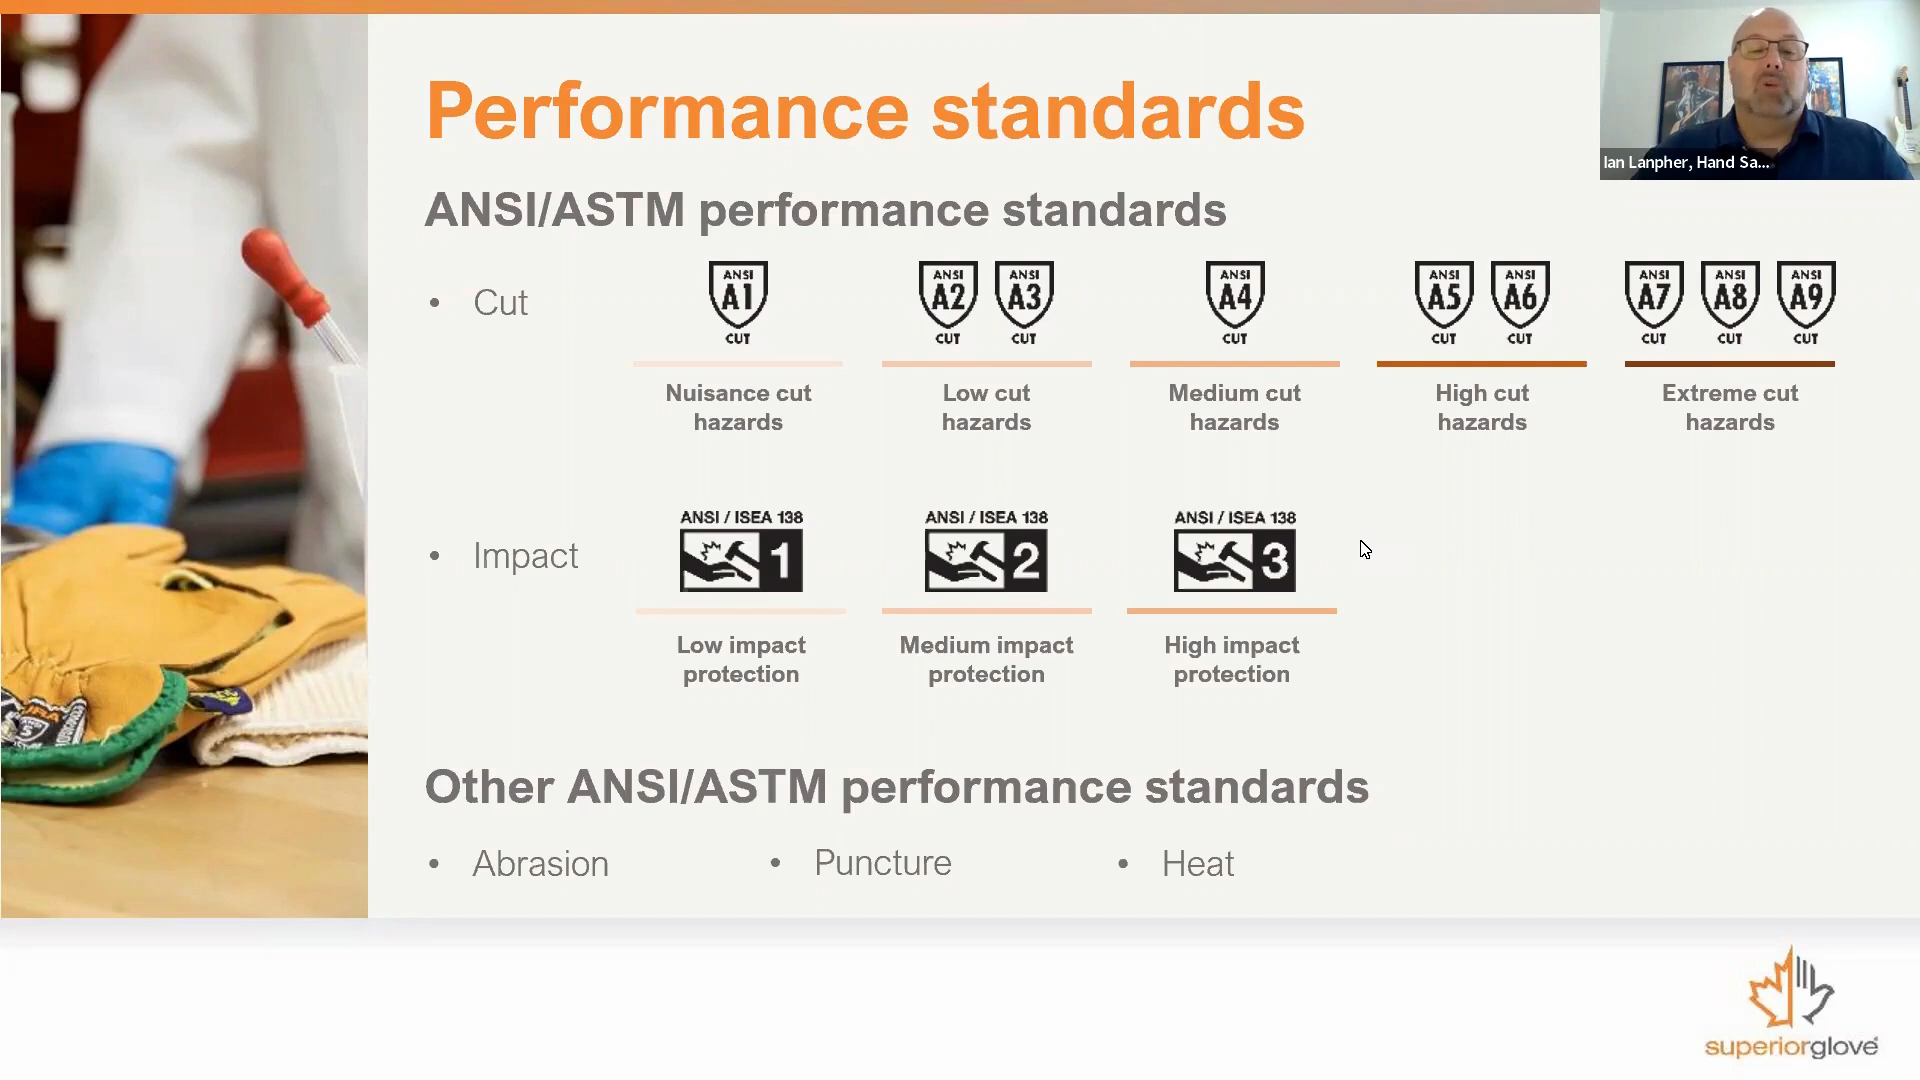 Performance standards
Ian Lanpher, Hand Sa...
ANSI/ASTM performance standards
• Cut
ANSI A1 CUT
ANSI A2 CUT
ANSI A3 CUT
ANSI A4 CUT
ANSI A5 CUT
ANSI A6 CUT
ANSI A7 CUT
ANSI A8 CUT
ANSI A9 CUT
Nuisance cut
hazards
Low cut
hazards
Medium cut
hazards
High cut
hazards
Extreme cut
hazards
• Impact
ANSI / ISEA 138
1
ANSI / ISEA 138
2
ANSI / ISEA 138
3
Low impact
protection
Medium impact
protection
High impact
protection
Other ANSI/ASTM performance standards
• Abrasion
• Puncture
• Heat
superiorglove